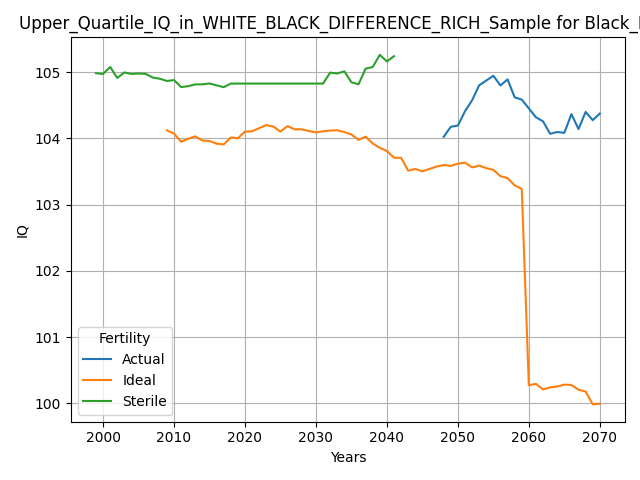 Upper_Quartile_IQ_in_WHITE_BLACK_DIFFERENCE_RICH_Sample for Black_
105
104
103
102
101
100
IQ
Fertility
Actual
Ideal
Sterile
2000 2010 2020 2030 2040 2050 2060 2070
Years